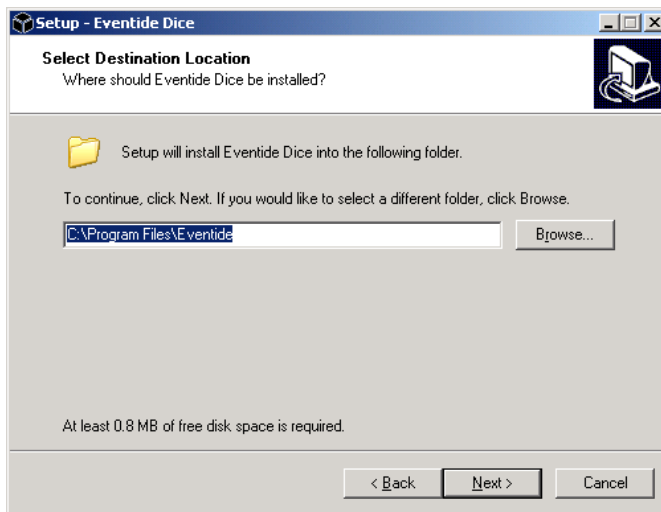 Setup - Eventide Dice
Select Destination Location
Where should Eventide Dice be installed?
Setup will install Eventide Dice into the following folder.
To continue, click Next. If you would like to select a different folder, click Browse.
C:\Program Files\Eventide
Browse...
At least 0.8 MB of free disk space is required.
< Back
Next >
Cancel